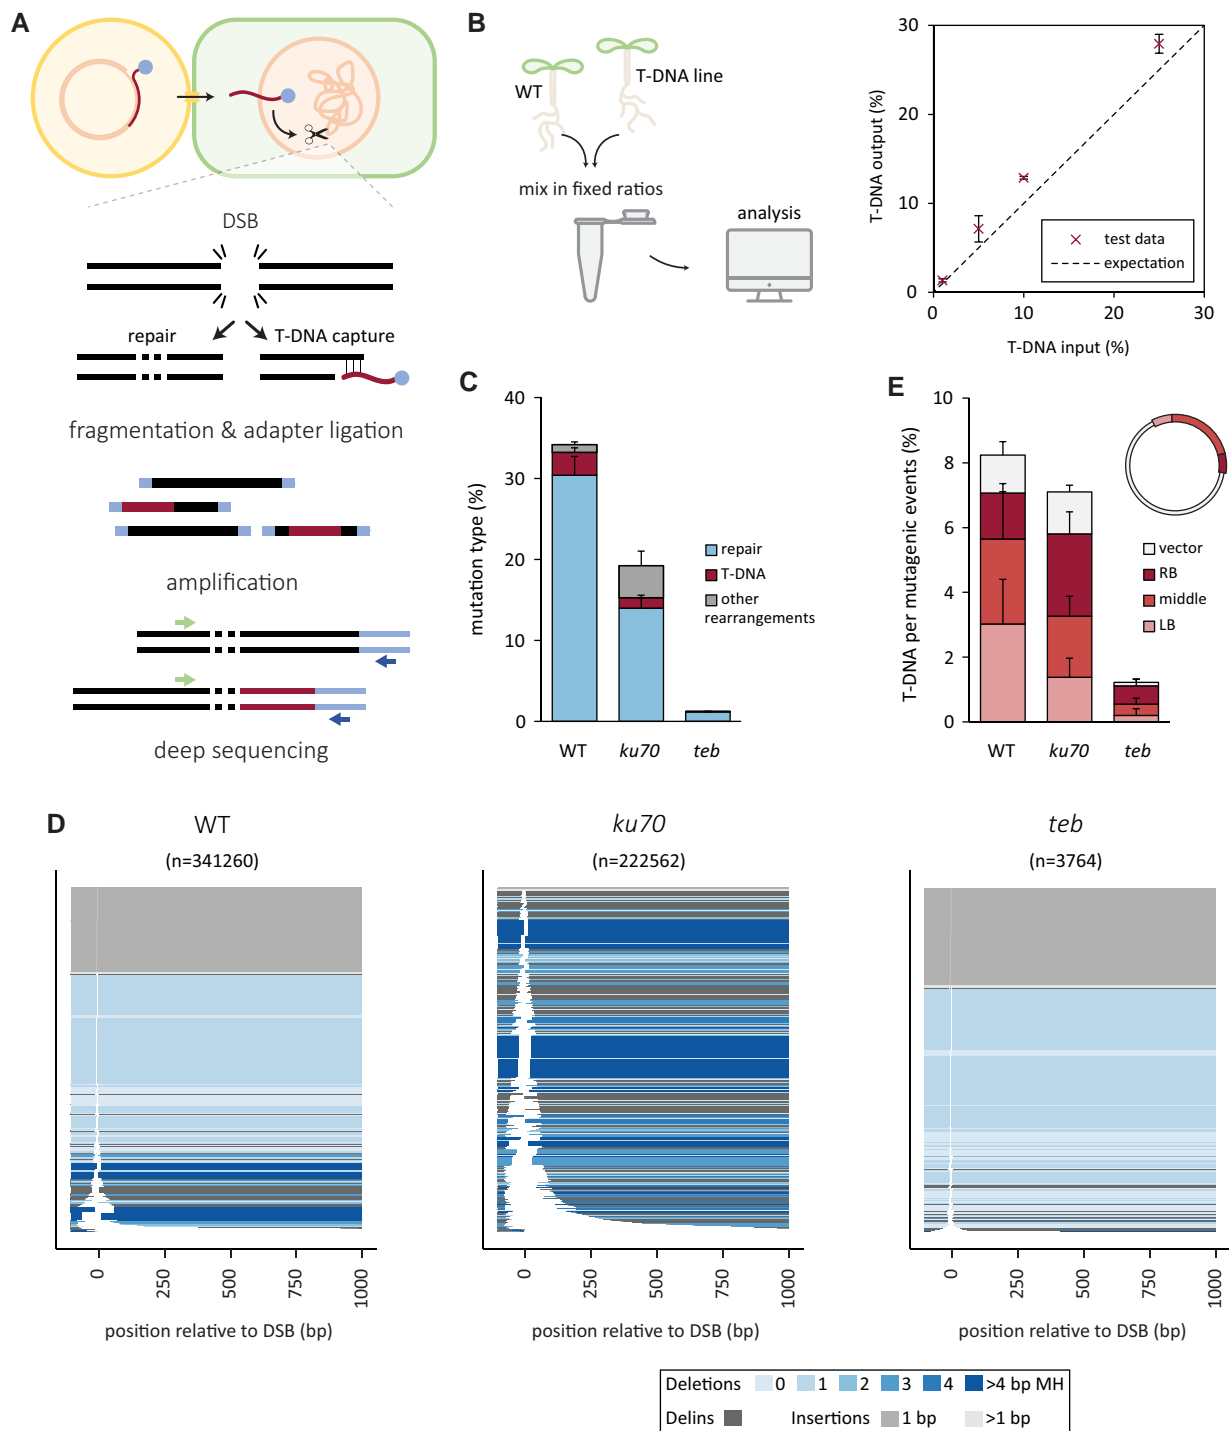 A
DSB
repair
T-DNA capture
fragmentation & adapter ligation
amplification
deep sequencing
B
WT
T-DNA line
mix in fixed ratios
analysis
T-DNA output (%)
30
20
10
0
0
10
20
30
T-DNA input (%)
test data
expectation
C
mutation type (%)
40
30
20
10
0
WT
ku70
teb
repair
T-DNA
other
rearrangements
E
T-DNA per mutagenic events (%)
10
8
6
4
2
0
WT
ku70
teb
vector
RB
middle
LB
D
WT
(n=341260)
0
250
500
750
1000
position relative to DSB (bp)
ku70
(n=222562)
0
250
500
750
1000
position relative to DSB (bp)
teb
(n=3764)
0
250
500
750
1000
position relative to DSB (bp)
Deletions 0 1 2 3 4 >4 bp MH
Delins Insertions 1 bp >1 bp